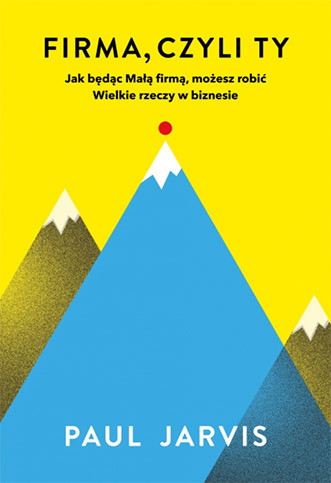 FIRMA, CZYLI TY
Jak będąc Małą firmą, możesz robić
Wielkie rzeczy w biznesie
PAUL JARVIS